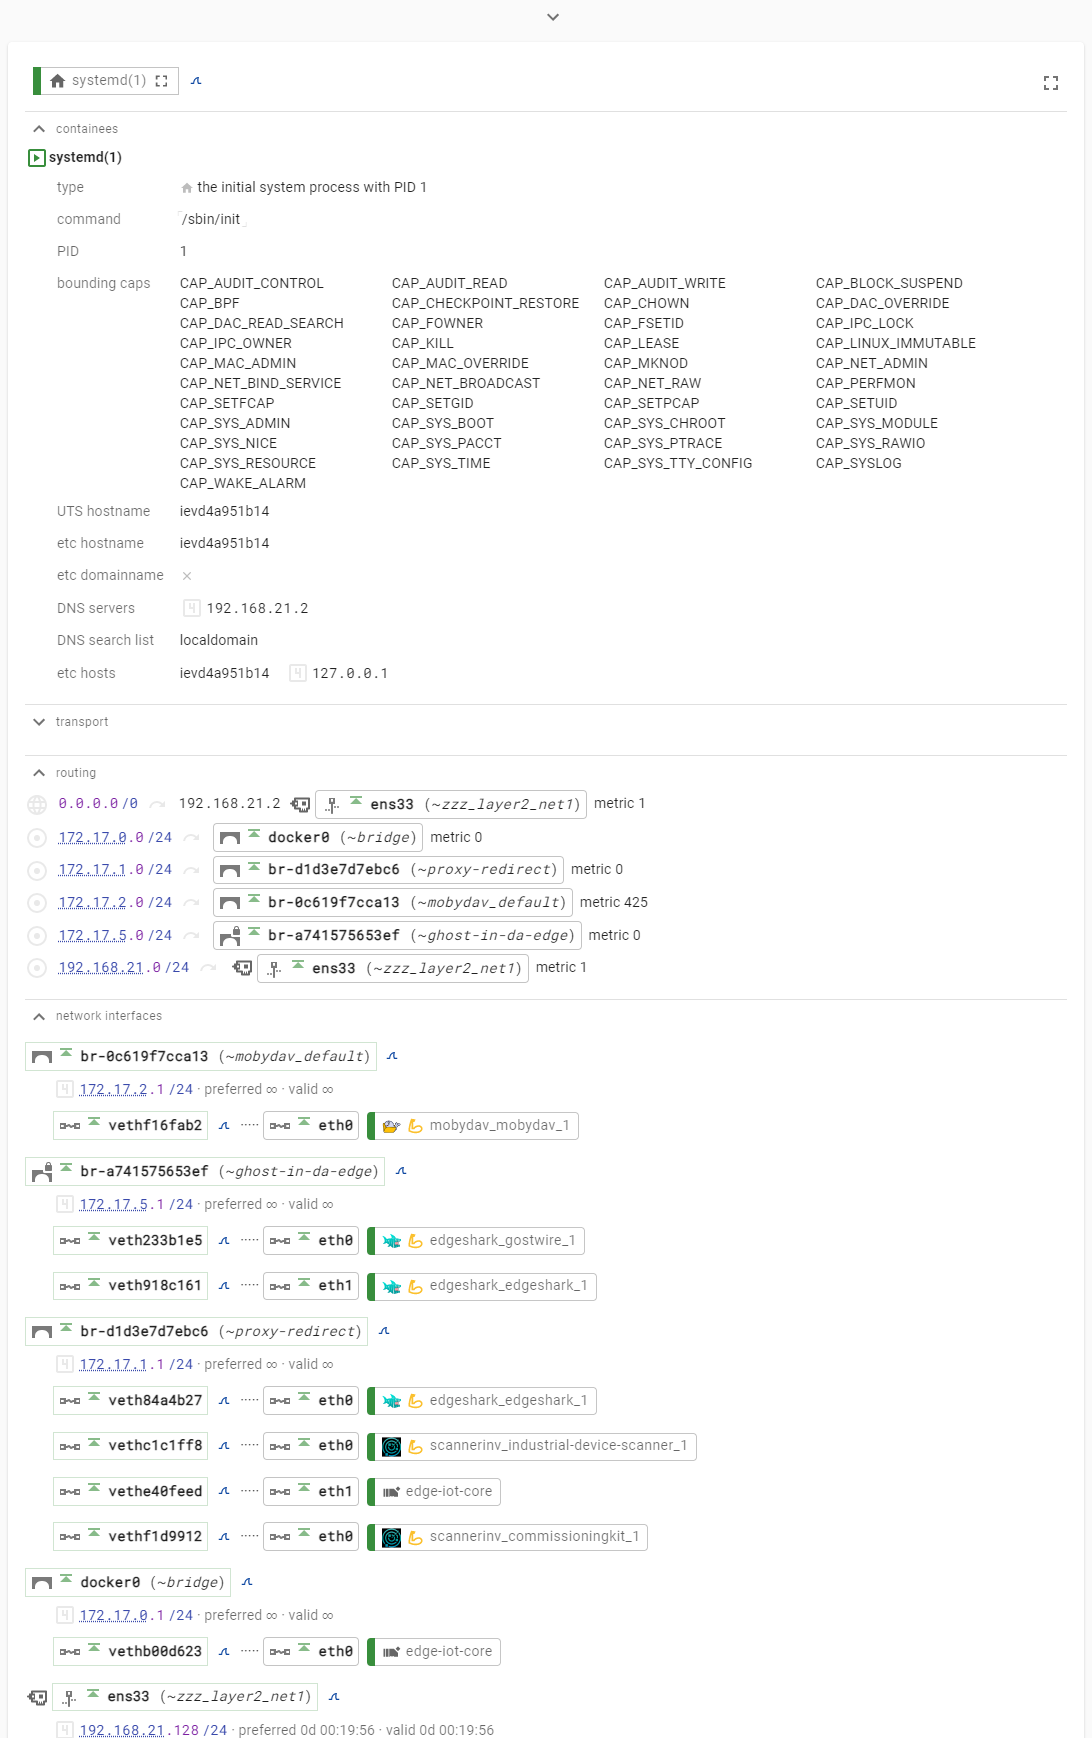 systemd(1)
containees
systemd(1)
type the initial system process with PID 1
command /sbin/init
PID 1
bounding caps CAP_AUDIT_CONTROL CAP_AUDIT_READ CAP_AUDIT_WRITE CAP_BLOCK_SUSPEND
CAP_BPF CAP_CHECKPOINT_RESTORE CAP_CHOWN CAP_DAC_OVERRIDE
CAP_DAC_READ_SEARCH CAP_FOWNER CAP_FSETID CAP_IPC_LOCK
CAP_IPC_OWNER CAP_KILL CAP_LEASE CAP_LINUX_IMMUTABLE
CAP_MAC_ADMIN CAP_MAC_OVERRIDE CAP_MKNOD CAP_NET_ADMIN
CAP_NET_BIND_SERVICE CAP_NET_BROADCAST CAP_NET_RAW CAP_PERFMON
CAP_SETFCAP CAP_SETGID CAP_SETPCAP CAP_SETUID
CAP_SYS_ADMIN CAP_SYS_BOOT CAP_SYS_CHROOT CAP_SYS_MODULE
CAP_SYS_NICE CAP_SYS_PACCT CAP_SYS_PTRACE CAP_SYS_RAWIO
CAP_SYS_RESOURCE CAP_SYS_TIME CAP_SYS_TTY_CONFIG CAP_SYSLOG
CAP_WAKE_ALARM
UTS hostname ievd4a951b14
etc hostname ievd4a951b14
etc domainname ×
DNS servers 4 192.168.21.2
DNS search list localdomain
etc hosts ievd4a951b14 4 127.0.0.1
transport
routing
0.0.0.0/0 192.168.21.2 ens33 (~zzz_layer2_net1) metric 1
172.17.0.0/24 docker0 (~bridge) metric 0
172.17.1.0/24 br-d1d3e7d7ebc6 (~proxy-redirect) metric 0
172.17.2.0/24 br-0c619f7cca13 (~mobydav_default) metric 425
172.17.5.0/24 br-a741575653ef (~ghost-in-da-edge) metric 0
192.168.21.0/24 ens33 (~zzz_layer2_net1) metric 1
network interfaces
br-0c619f7cca13 (~mobydav_default)
4 172.17.2.1/24 · preferred ∞ · valid ∞
vethf16fab2 ····· eth0 mobydav_mobydav_1
br-a741575653ef (~ghost-in-da-edge)
4 172.17.5.1/24 · preferred ∞ · valid ∞
veth233b1e5 ····· eth0 edgeshark_gostwire_1
veth918c161 ····· eth1 edgeshark_edgeshark_1
br-d1d3e7d7ebc6 (~proxy-redirect)
4 172.17.1.1/24 · preferred ∞ · valid ∞
veth84a4b27 ····· eth0 edgeshark_edgeshark_1
vethc1c1ff8 ····· eth0 scannerinv_industrial-device-scanner_1
vethe40feed ····· eth1 edge-iot-core
vethf1d9912 ····· eth0 scannerinv_commissioningkit_1
docker0 (~bridge)
4 172.17.0.1/24 · preferred ∞ · valid ∞
vethb00d623 ····· eth0 edge-iot-core
ens33 (~zzz_layer2_net1)
4 192.168.21.128/24 · preferred 0d 00:19:56 · valid 0d 00:19:56